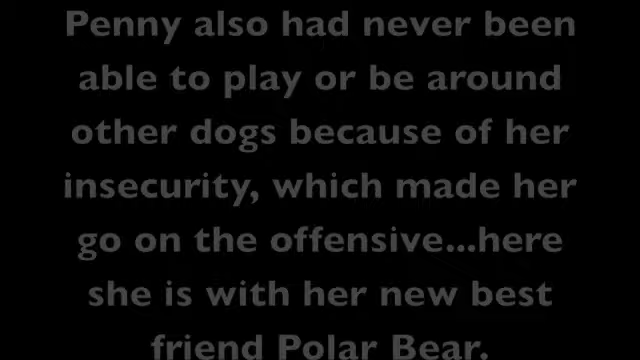 Penny also had never been
able to play or be around
other dogs because of her
insecurity, which made her
go on the offensive...here
she is with her new best
friend Polar Bear.